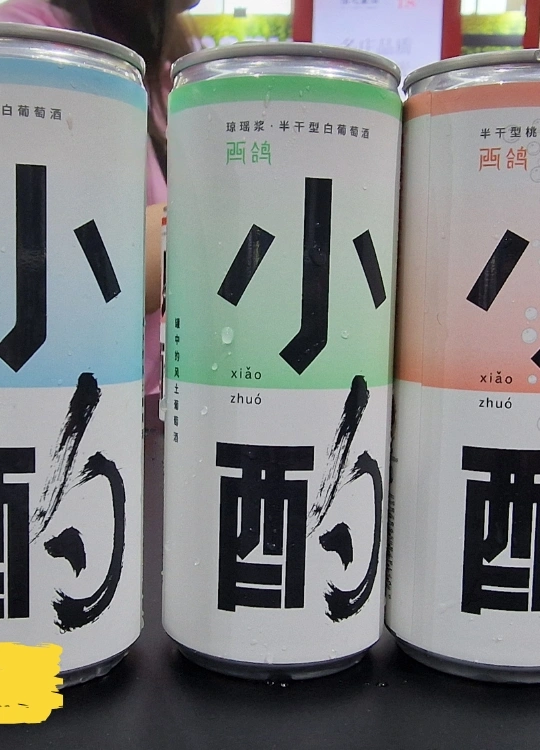 白葡萄酒
小
酌
琼瑶浆·半干型白葡萄酒
西鸽
小
xiǎo
zhuó
酌
罐中的风土葡萄酒
半干型桃
西鸽
小
xiǎo
zhuó